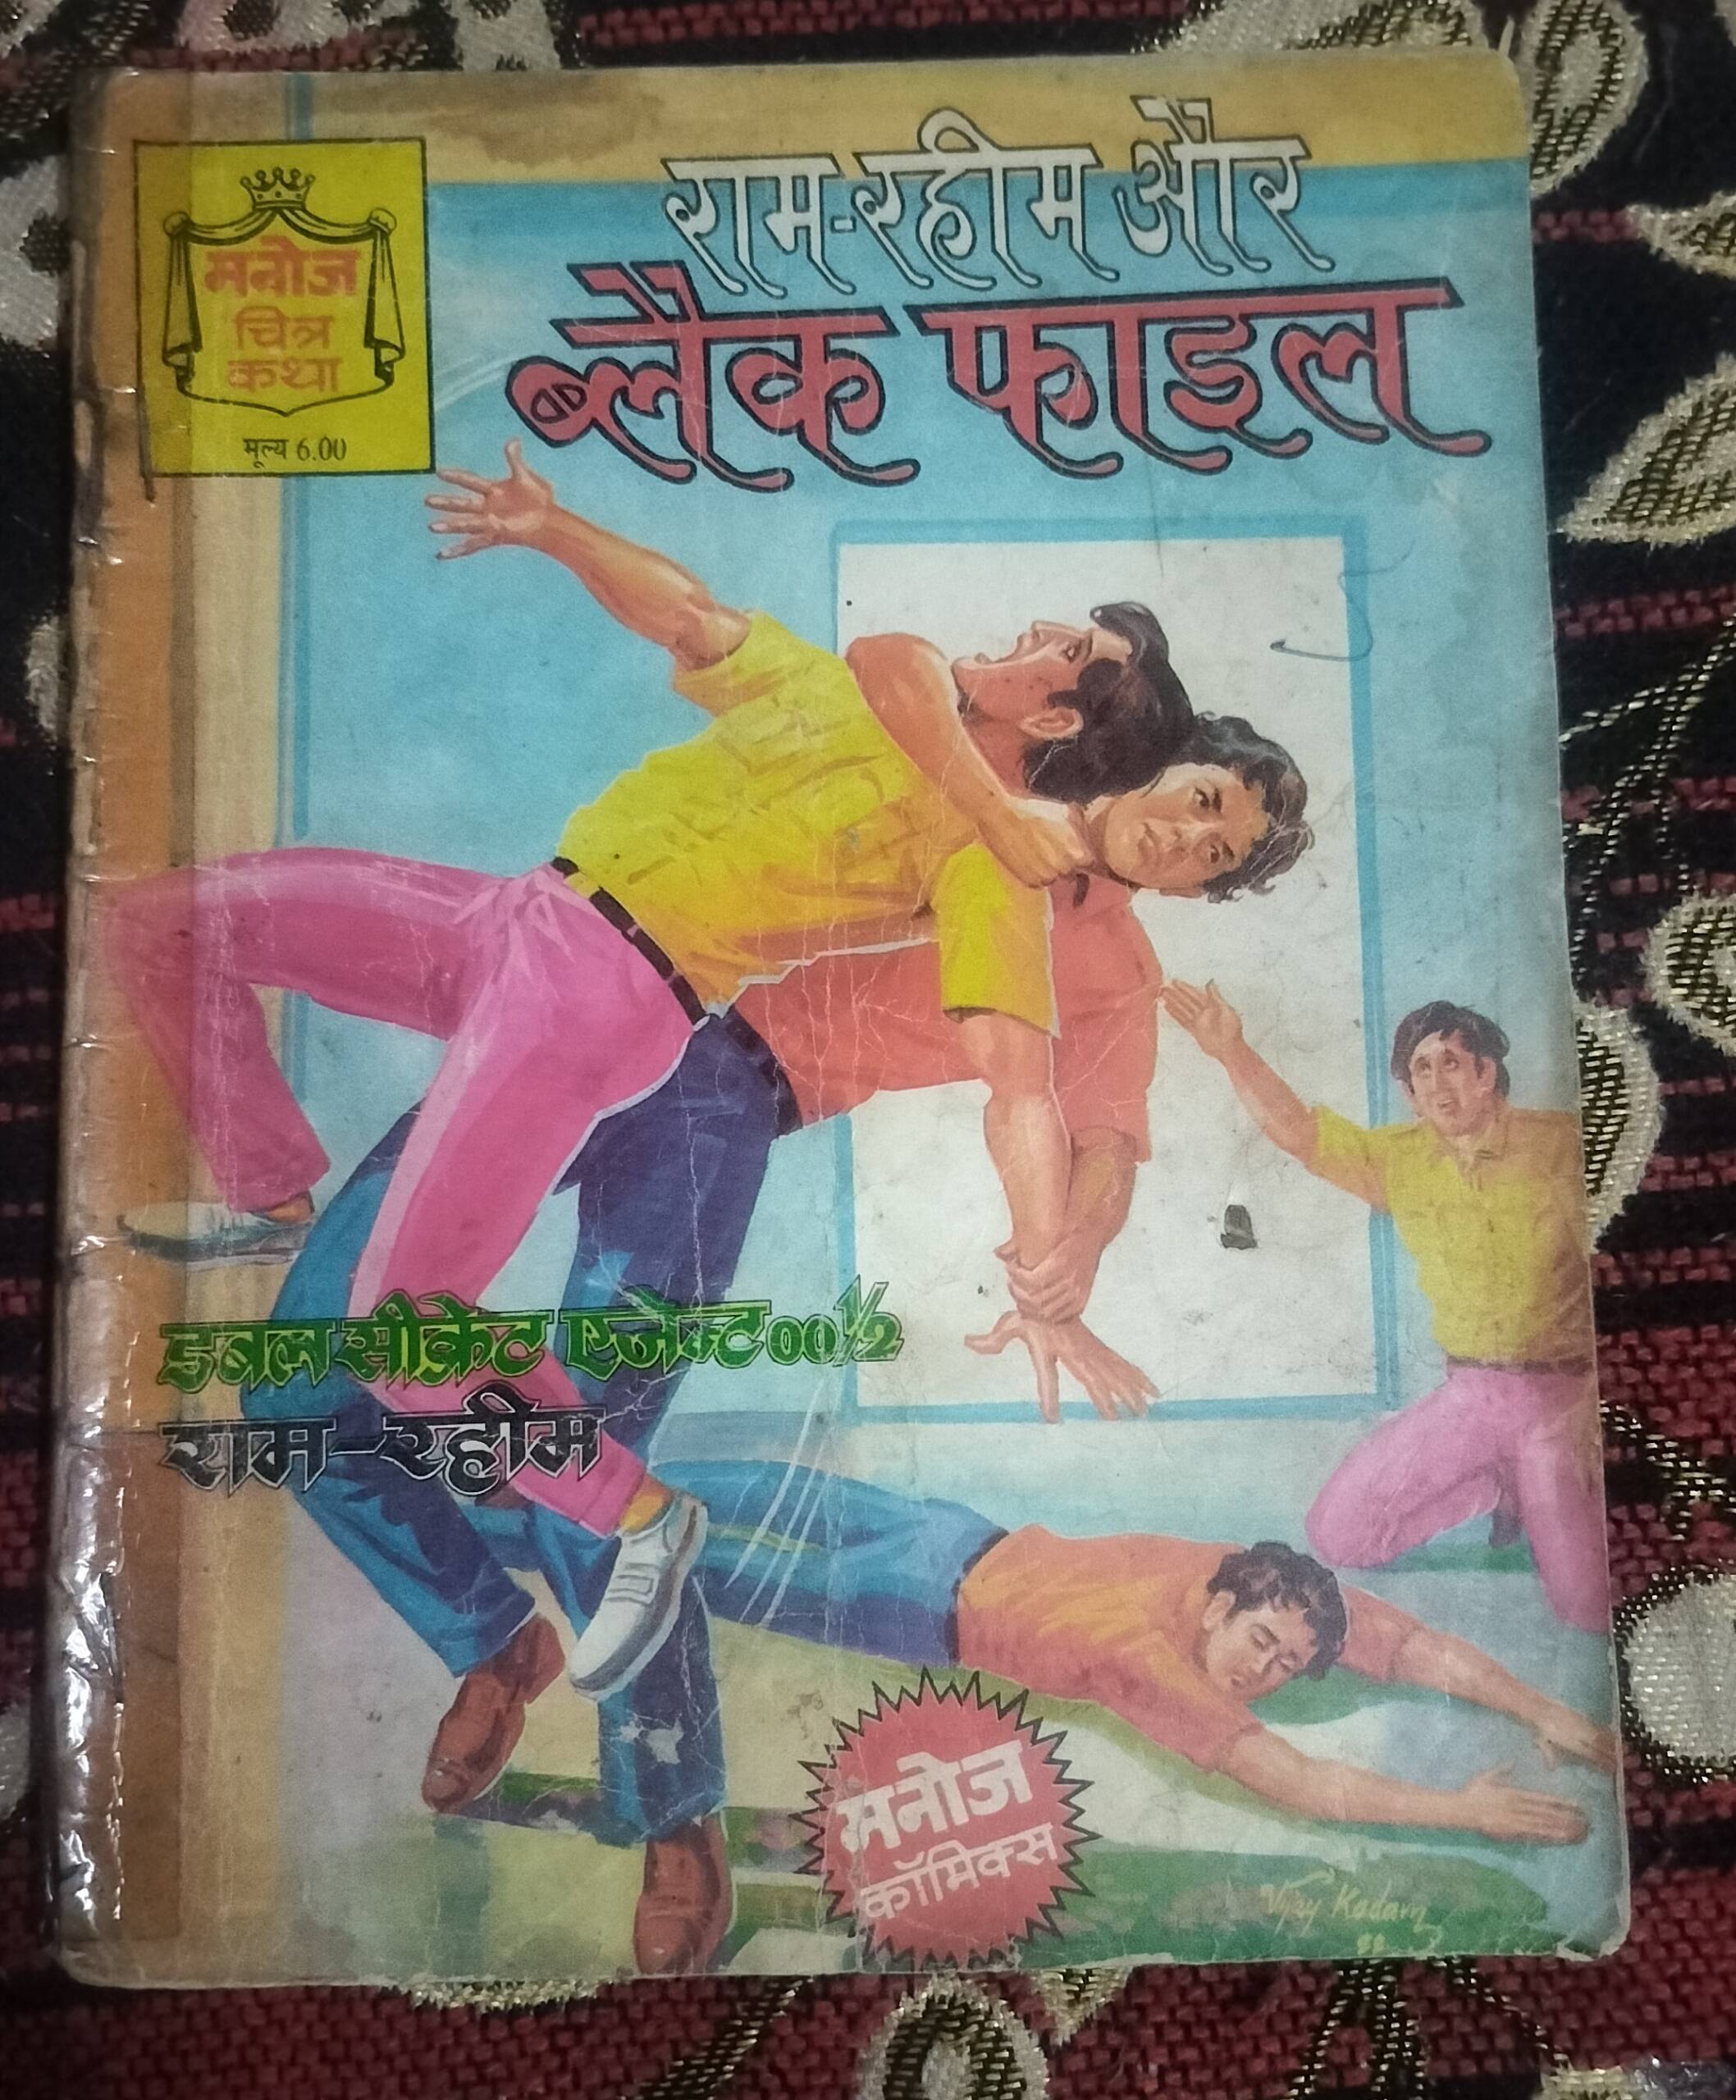 राम-रहीम और
ब्लैक फाइल
मनोज
चित्र
कथा
मूल्य 6.00
डबल सीक्रेट एजेन्ट 00½
राम-रहीम
मनोज
कॉमिक्स
Vijay Kadam